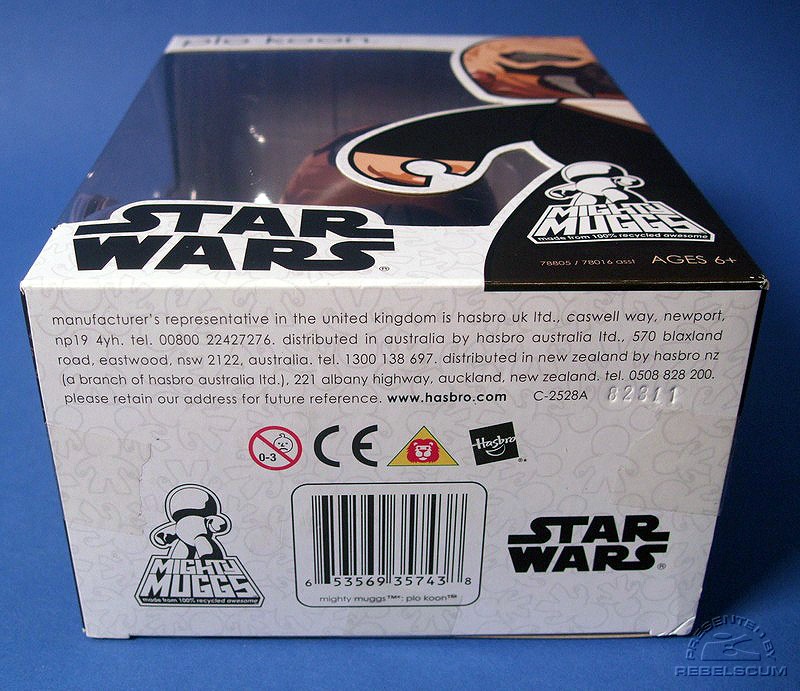 plo koon
STAR
WARS®
MIGHTY
MUGGS
made from 100% recycled awesome
78805 / 78016 asst AGES 6+
manufacturer's representative in the united kingdom is hasbro uk ltd., caswell way, newport,
np19 4yh. tel. 00800 22427276. distributed in australia by hasbro australia ltd., 570 blaxland
road, eastwood, nsw 2122, australia. tel. 1300 138 697. distributed in new zealand by hasbro nz
(a branch of hasbro australia ltd.), 221 albany highway, auckland, new zealand. tel. 0508 828 200.
please retain our address for future reference. www.hasbro.com C-2528A 82311
0-3 CE Hasbro
MIGHTY
MUGGS
made from 100% recycled awesome
6 53569 35743 8
mighty muggs™: plo koon™
STAR
WARS®
PRESENTED BY
REBELSCUM